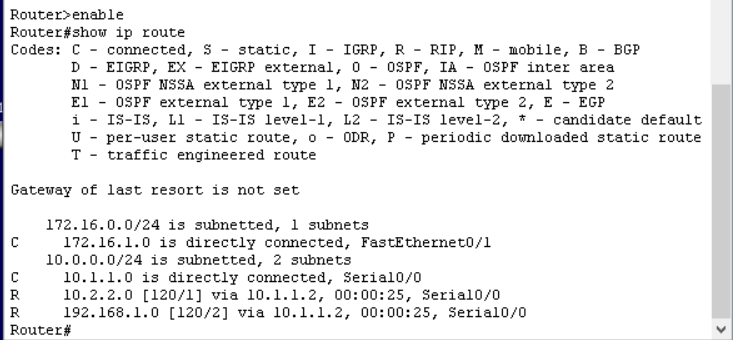 Router>enable
Router#show ip route
Codes: C - connected, S - static, I - IGRP, R - RIP, M - mobile, B - BGP
       D - EIGRP, EX - EIGRP external, O - OSPF, IA - OSPF inter area
       N1 - OSPF NSSA external type 1, N2 - OSPF NSSA external type 2
       E1 - OSPF external type 1, E2 - OSPF external type 2, E - EGP
       i - IS-IS, L1 - IS-IS level-1, L2 - IS-IS level-2, * - candidate default
       U - per-user static route, o - ODR, P - periodic downloaded static route
       T - traffic engineered route
Gateway of last resort is not set
    172.16.0.0/24 is subnetted, 1 subnets
C      172.16.1.0 is directly connected, FastEthernet0/1
    10.0.0.0/24 is subnetted, 2 subnets
C      10.1.1.0 is directly connected, Serial0/0
R      10.2.2.0 [120/1] via 10.1.1.2, 00:00:25, Serial0/0
R      192.168.1.0 [120/2] via 10.1.1.2, 00:00:25, Serial0/0
Router#